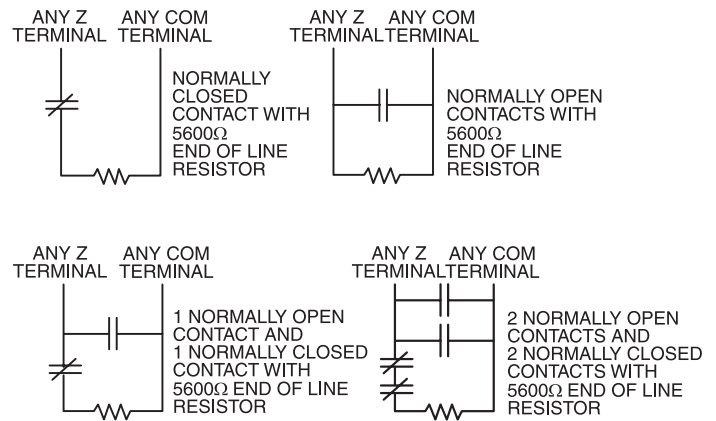 ANY Z ANY COM
TERMINAL TERMINAL
NORMALLY
CLOSED
CONTACT WITH
5600Ω
END OF LINE
RESISTOR
ANY Z ANY COM
TERMINAL TERMINAL
NORMALLY OPEN
CONTACTS WITH
5600Ω
END OF LINE
RESISTOR
ANY Z ANY COM
TERMINAL TERMINAL
1 NORMALLY OPEN
CONTACT AND
1 NORMALLY CLOSED
CONTACT WITH
5600Ω END OF LINE
RESISTOR
ANY Z ANY COM
TERMINAL TERMINAL
2 NORMALLY OPEN
CONTACTS AND
2 NORMALLY CLOSED
CONTACTS WITH
5600Ω END OF LINE
RESISTOR